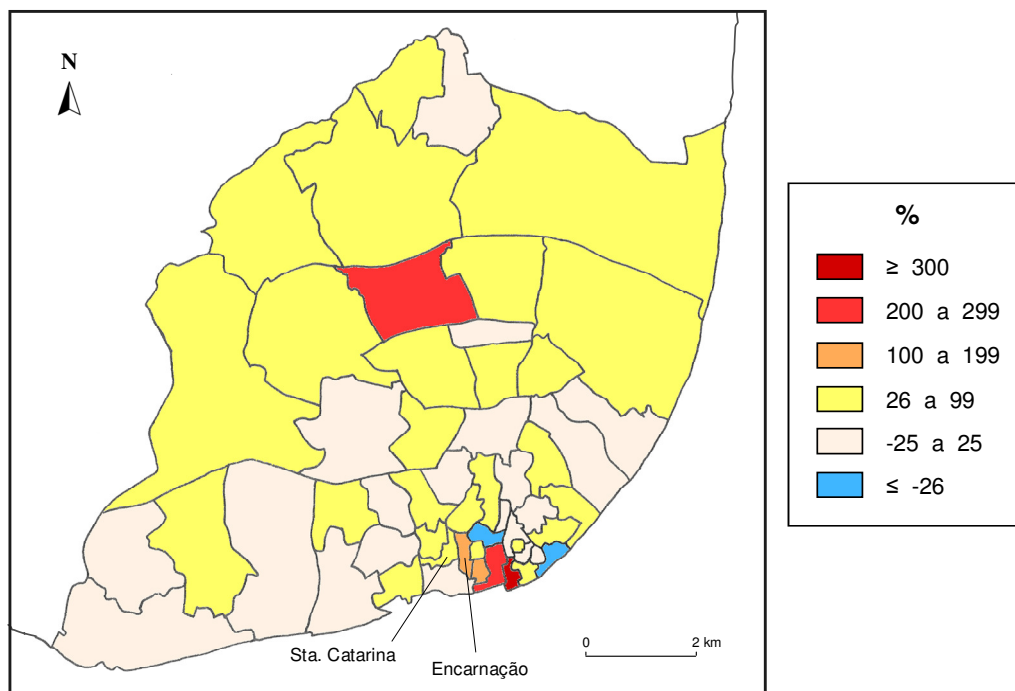 N
%
≥ 300
200 a 299
100 a 199
26 a 99
-25 a 25
≤ -26
Sta. Catarina
Encarnação
0 2 km